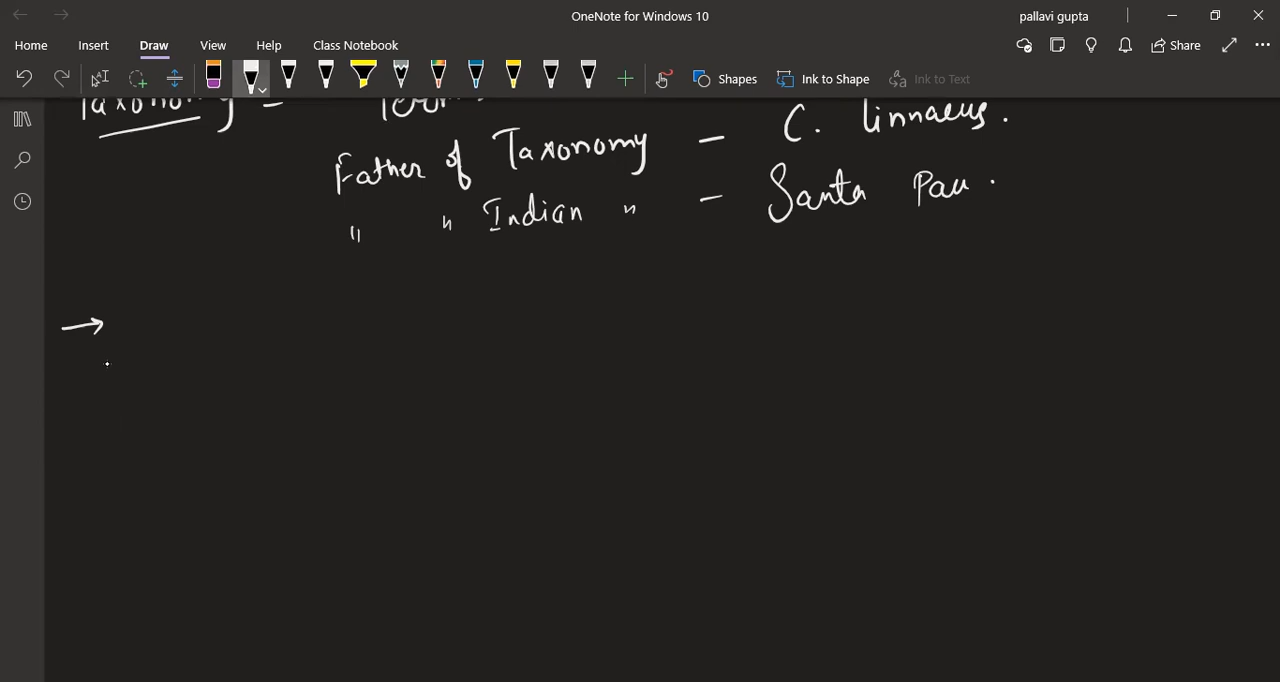 OneNote for Windows 10
pallavi gupta
Home Insert Draw View Help Class Notebook
Share
Shapes Ink to Shape Ink to Text
Taxonomy =
Father of Taxonomy - C. linnaeus.
" " Indian " - Santa Pau.